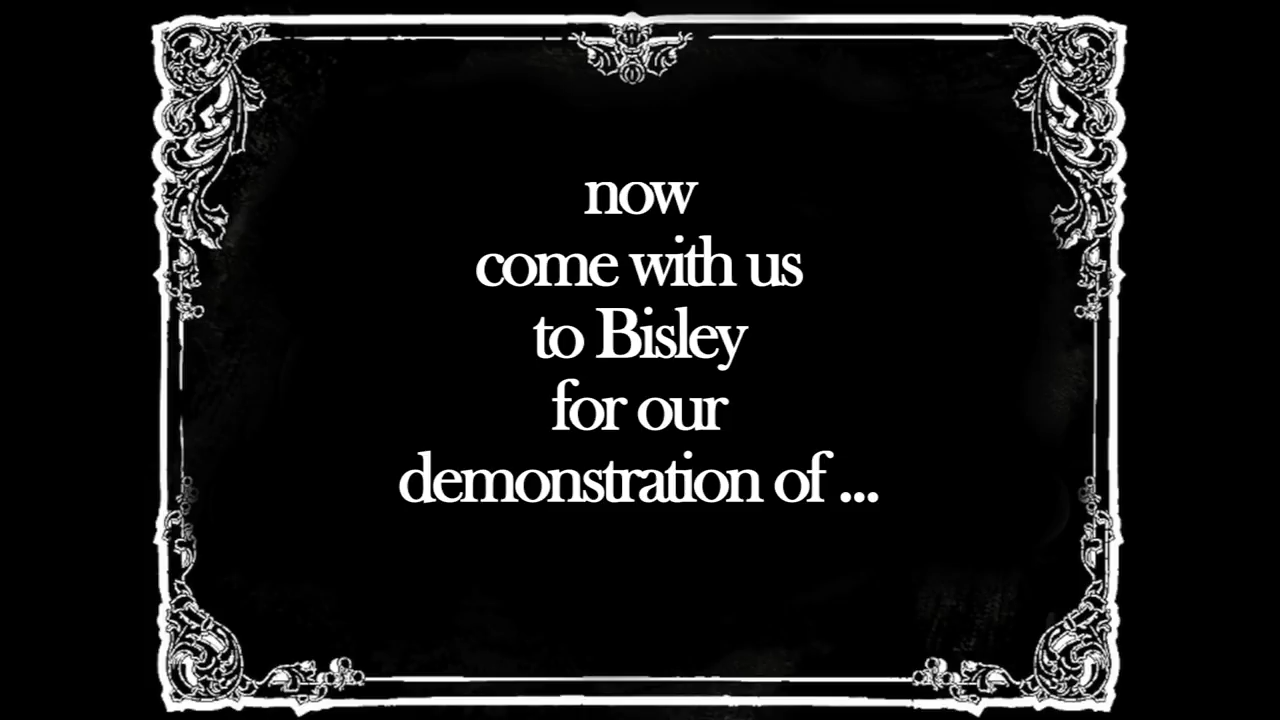 now
come with us
to Bisley
for our
demonstration of ...